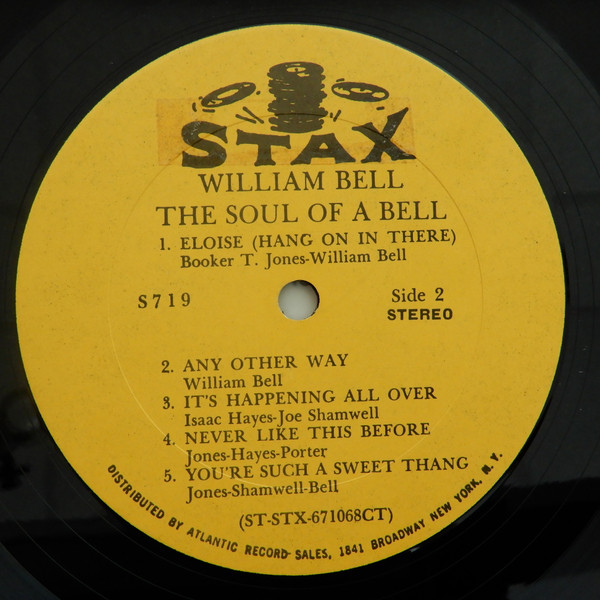 STAX
WILLIAM BELL
THE SOUL OF A BELL
1. ELOISE (HANG ON IN THERE)
Booker T. Jones-William Bell
S719
Side 2
STEREO
2. ANY OTHER WAY
William Bell
3. IT'S HAPPENING ALL OVER
Isaac Hayes-Joe Shamwell
4. NEVER LIKE THIS BEFORE
Jones-Hayes-Porter
5. YOU'RE SUCH A SWEET THANG
Jones-Shamwell-Bell
(ST-STX-671068CT)
DISTRIBUTED BY ATLANTIC RECORD SALES, 1841 BROADWAY NEW YORK, N.Y.